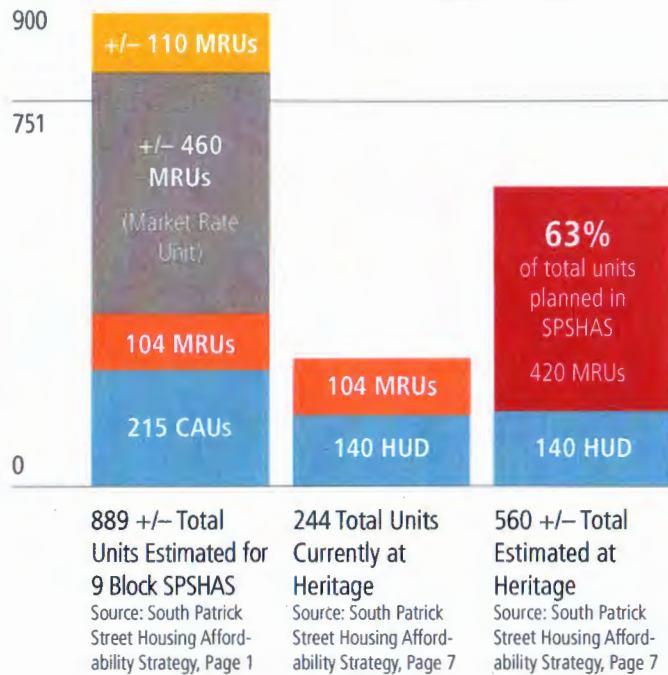 900
+/– 110 MRUs
751
+/– 460
MRUs
(Market Rate
Unit)
104 MRUs
215 CAUs
104 MRUs
140 HUD
63%
of total units
planned in
SPSHAS
420 MRUs
140 HUD
0
889 +/– Total
Units Estimated for
9 Block SPSHAS
Source: South Patrick
Street Housing Afford-
ability Strategy, Page 1
244 Total Units
Currently at
Heritage
Source: South Patrick
Street Housing Afford-
ability Strategy, Page 7
560 +/– Total
Estimated at
Heritage
Source: South Patrick
Street Housing Afford-
ability Strategy, Page 7